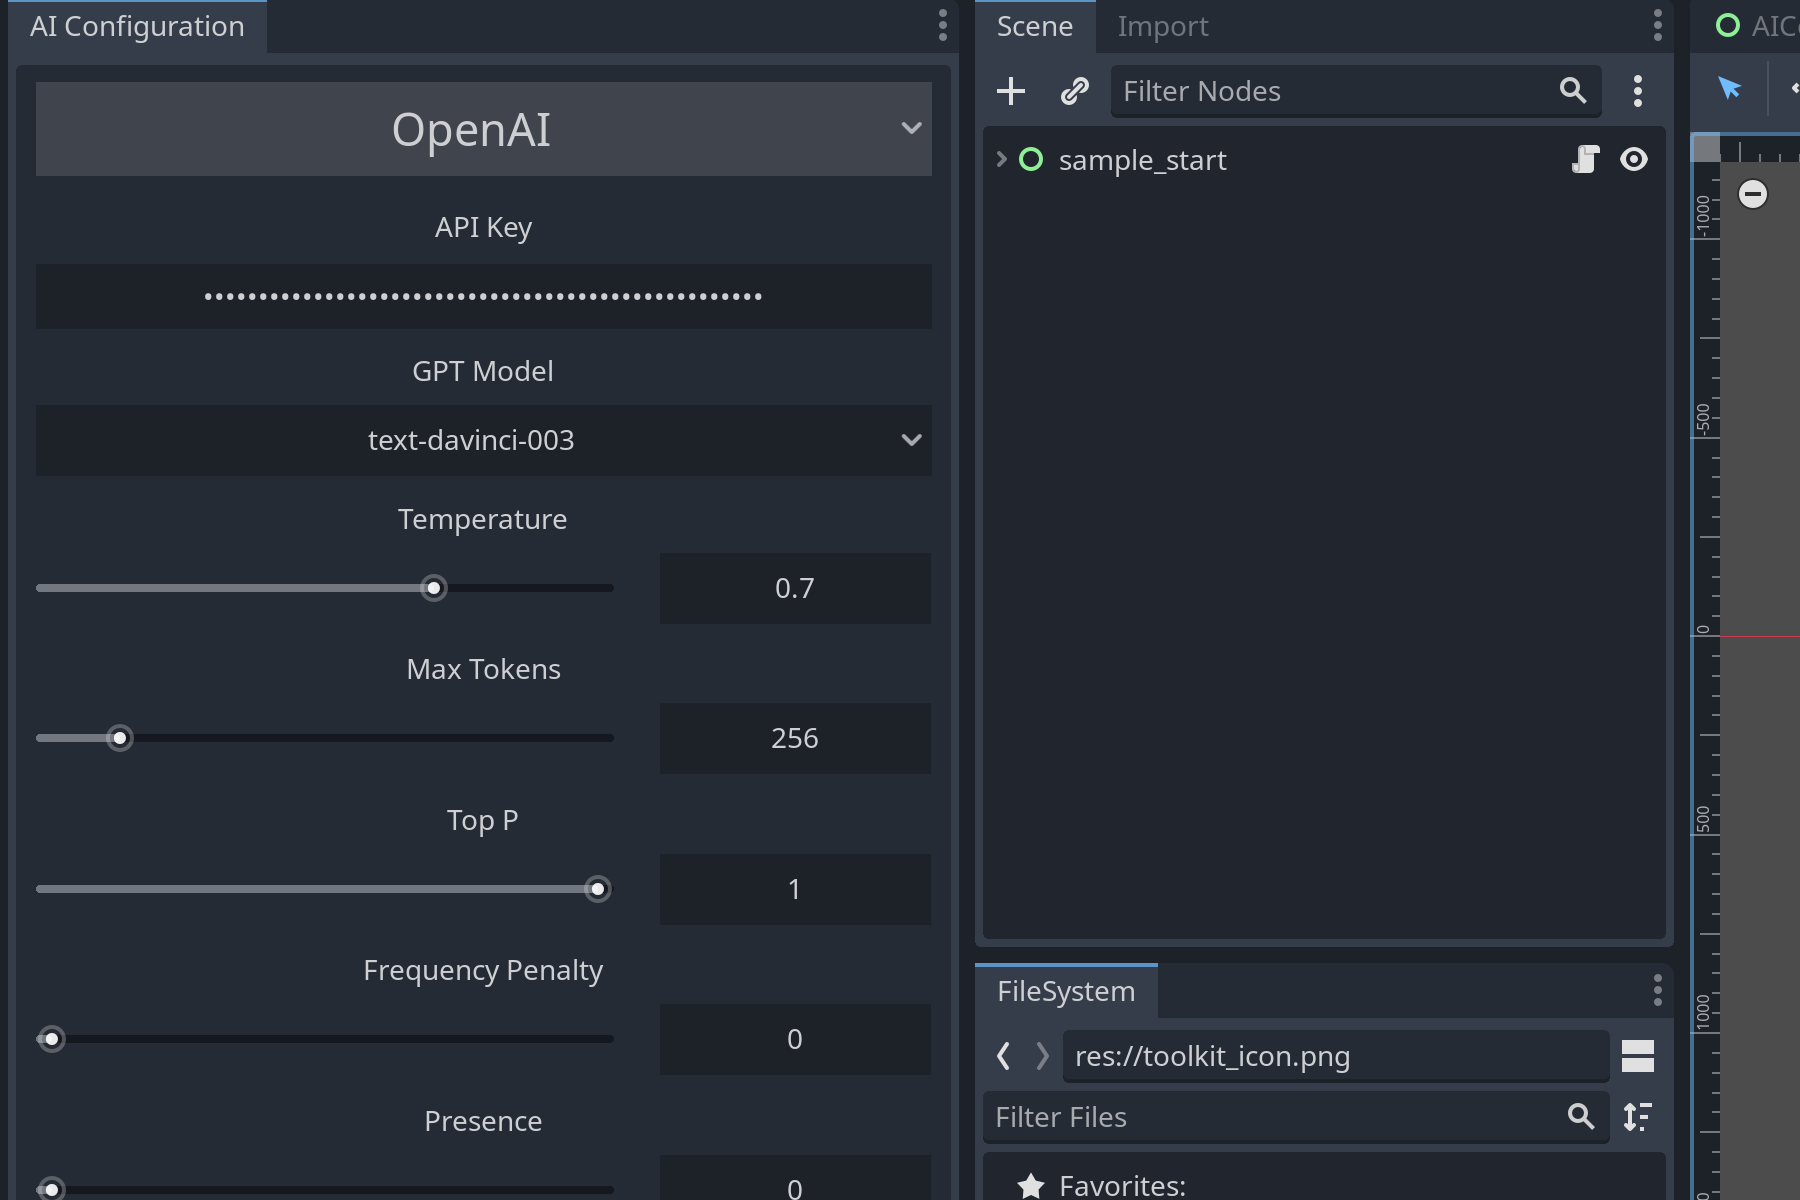 AI Configuration
OpenAI
API Key
••••••••••••••••••••••••••••••••••••••••••••••••••• 
GPT Model
text-davinci-003
Temperature
0.7
Max Tokens
256
Top P
1
Frequency Penalty
0
Presence
0
Scene
Import
Filter Nodes
sample_start
FileSystem
res://toolkit_icon.png
Filter Files
Favorites:
-1000
-500
0
500
1000